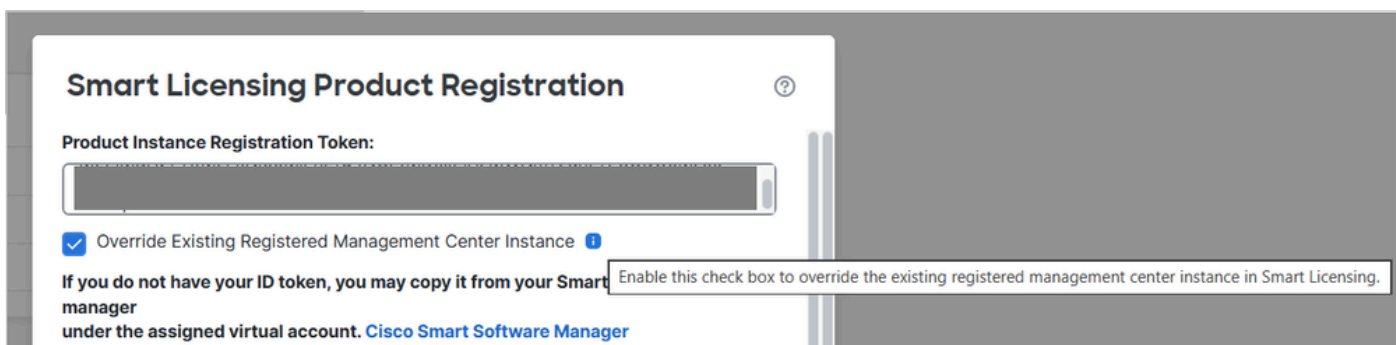 Smart Licensing Product Registration
Product Instance Registration Token:
Override Existing Registered Management Center Instance
Enable this check box to override the existing registered management center instance in Smart Licensing.
If you do not have your ID token, you may copy it from your Smart
manager
under the assigned virtual account. Cisco Smart Software Manager